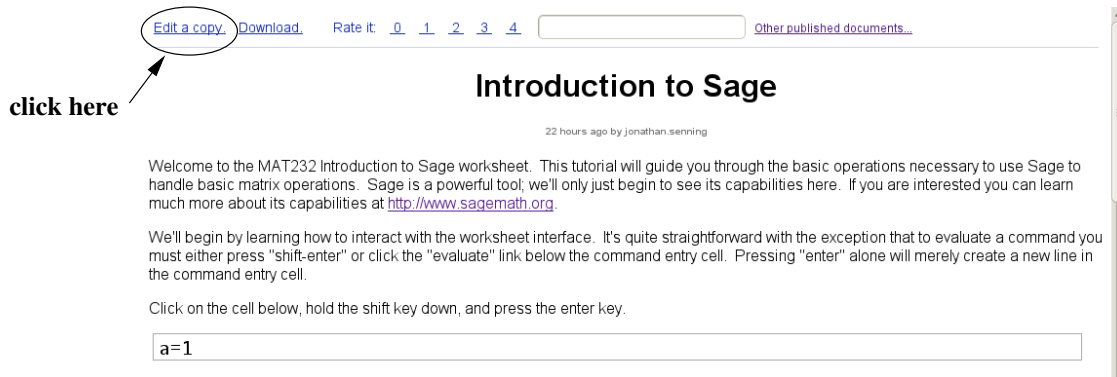 Edit a copy. Download. Rate it: 0 1 2 3 4 Other published documents...
click here
Introduction to Sage
22 hours ago by jonathan.senning
Welcome to the MAT232 Introduction to Sage worksheet. This tutorial will guide you through the basic operations necessary to use Sage to
handle basic matrix operations. Sage is a powerful tool; we'll only just begin to see its capabilities here. If you are interested you can learn
much more about its capabilities at http://www.sagemath.org.
We'll begin by learning how to interact with the worksheet interface. It's quite straightforward with the exception that to evaluate a command you
must either press "shift-enter" or click the "evaluate" link below the command entry cell. Pressing "enter" alone will merely create a new line in
the command entry cell.
Click on the cell below, hold the shift key down, and press the enter key.
a=1